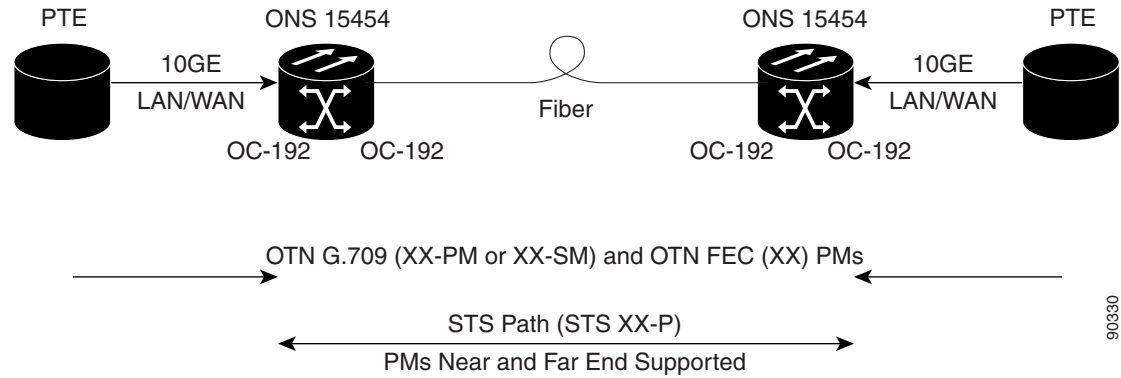 PTE
ONS 15454
ONS 15454
PTE
10GE
LAN/WAN
Fiber
10GE
LAN/WAN
OC-192
OC-192
OC-192
OC-192
OTN G.709 (XX-PM or XX-SM) and OTN FEC (XX) PMs
STS Path (STS XX-P)
PMs Near and Far End Supported
90330